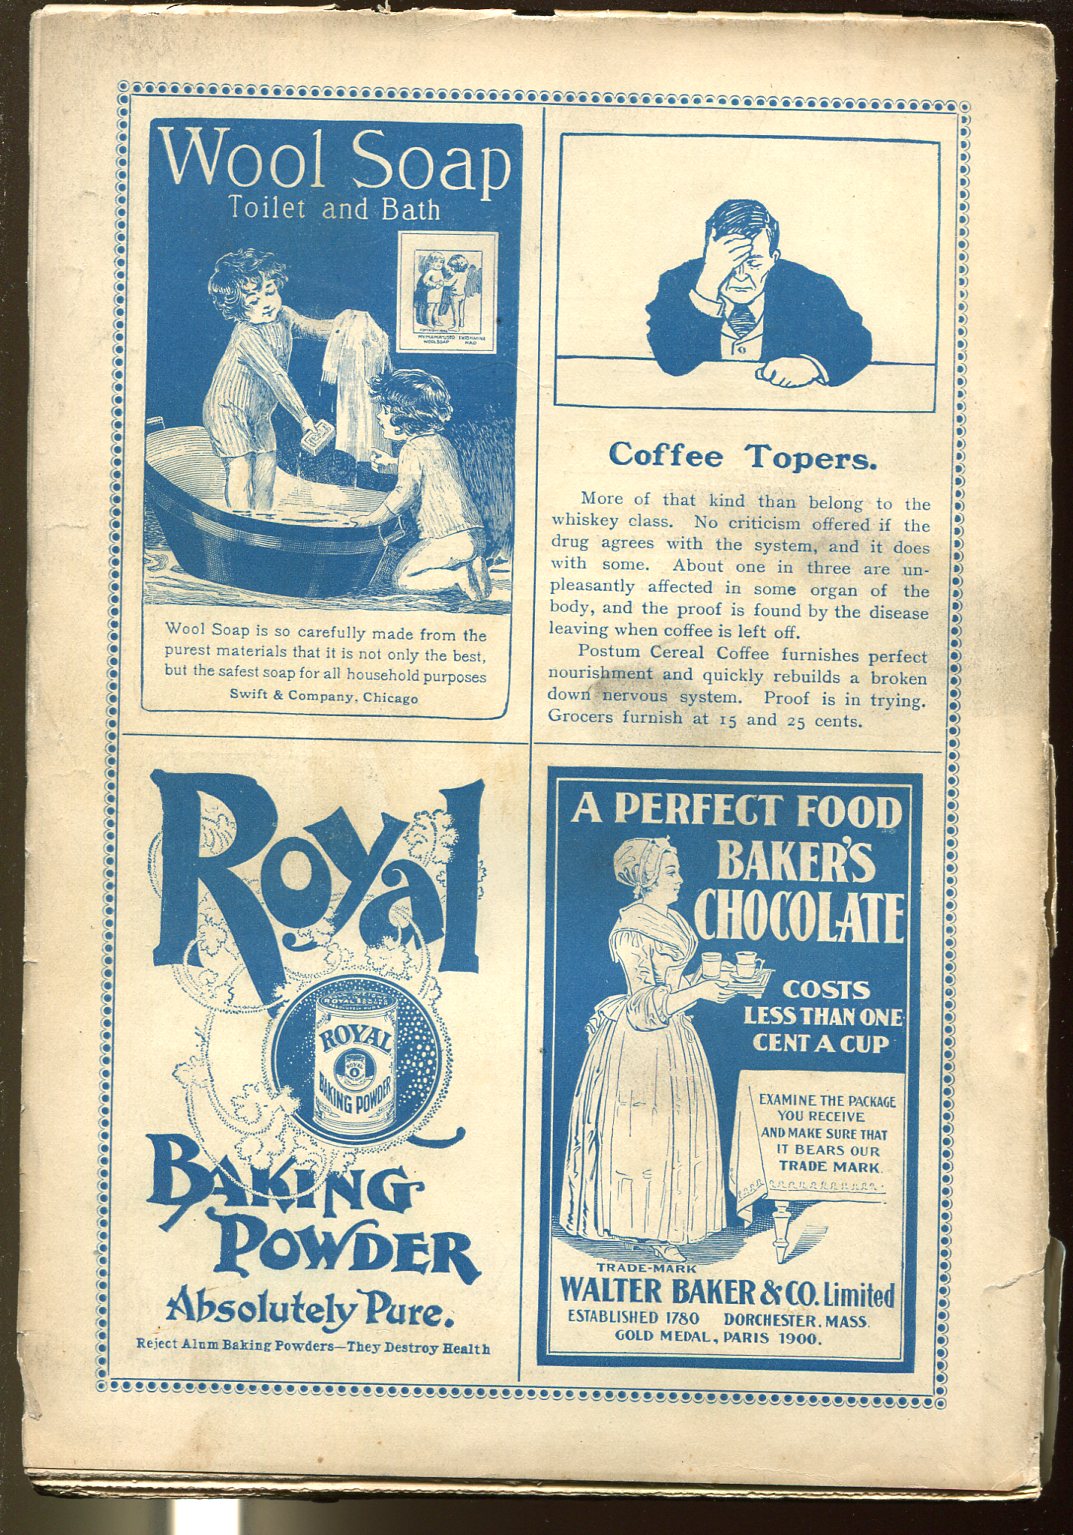 Wool Soap
Toilet and Bath
MY MAMA USED
WOOL SOAP
Wool Soap is so carefully made from the
purest materials that it is not only the best,
but the safest soap for all household purposes
Swift & Company, Chicago
Coffee Topers.
More of that kind than belong to the
whiskey class. No criticism offered if the
drug agrees with the system, and it does
with some. About one in three are un-
pleasantly affected in some organ of the
body, and the proof is found by the disease
leaving when coffee is left off.
Postum Cereal Coffee furnishes perfect
nourishment and quickly rebuilds a broken
down nervous system. Proof is in trying.
Grocers furnish at 15 and 25 cents.
Royal
ROYAL
BAKING POWDER
BAKING
POWDER
Absolutely Pure.
Reject Alum Baking Powders—They Destroy Health
A PERFECT FOOD
BAKER'S
CHOCOLATE
COSTS
LESS THAN ONE
CENT A CUP
EXAMINE THE PACKAGE
YOU RECEIVE
AND MAKE SURE THAT
IT BEARS OUR
TRADE MARK.
TRADE-MARK
WALTER BAKER & CO. Limited
ESTABLISHED 1780 DORCHESTER, MASS.
GOLD MEDAL, PARIS 1900.